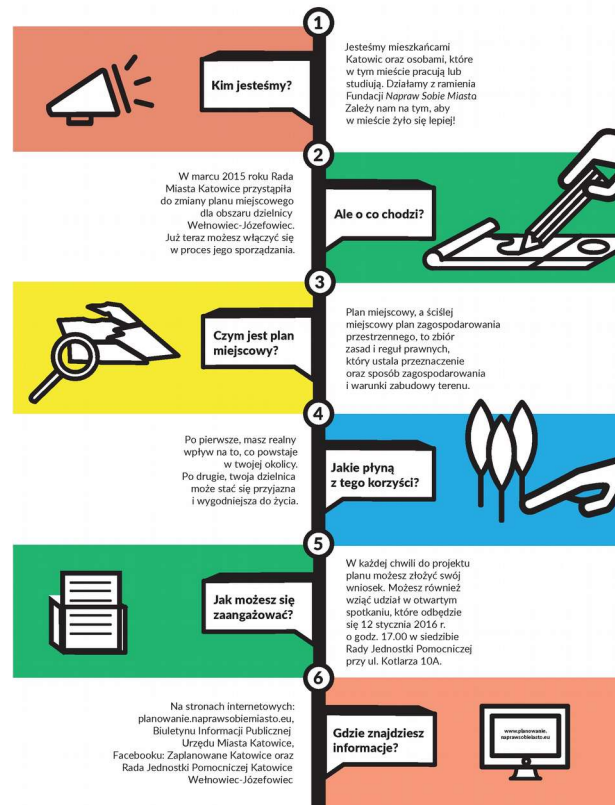 1
Kim jesteśmy?
Jesteśmy mieszkańcami
Katowic oraz osobami, które
w tym mieście pracują lub
studiują. Działamy z ramienia
Fundacji Napraw Sobie Miasta
Zależy nam na tym, aby
w mieście żyło się lepiej!
2
W marcu 2015 roku Rada
Miasta Katowice przystąpiła
do zmiany planu miejscowego
dla obszaru dzielnicy
Wełnowiec-Józefowiec.
Już teraz możesz włączyć się
w proces jego sporządzania.
Ale o co chodzi?
3
Czym jest plan
miejscowy?
Plan miejscowy, a ściślej
miejscowy plan zagospodarowania
przestrzennego, to zbiór
zasad i reguł prawnych,
który ustala przeznaczenie
oraz sposób zagospodarowania
i warunki zabudowy terenu.
4
Po pierwsze, masz realny
wpływ na to, co powstaje
w twojej okolicy.
Po drugie, twoja dzielnica
może stać się przyjazna
i wygodniejsza do życia.
Jakie płyną
z tego korzyści?
5
Jak możesz się
zaangażować?
W każdej chwili do projektu
planu możesz złożyć swój
wniosek. Możesz również
wziąć udział w otwartym
spotkaniu, które odbędzie
się 12 stycznia 2016 r.
o godz. 17.00 w siedzibie
Rady Jednostki Pomocniczej
przy ul. Kotlarza 10A.
6
Na stronach internetowych:
planowanie.naprawsobiemiasto.eu,
Biuletynu Informacji Publicznej
Urzędu Miasta Katowice,
Facebooku: Zaplanowane Katowice oraz
Rada Jednostki Pomocniczej Katowice
Wełnowiec-Józefowiec
Gdzie znajdziesz
informacje?
www.planowanie.
naprawsobiemiasto.eu